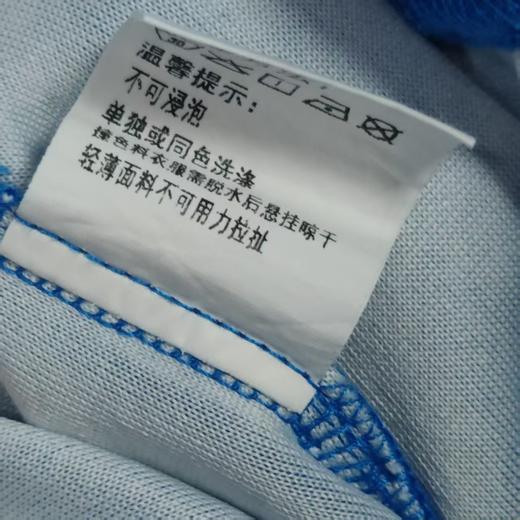 30
温馨提示：
不可浸泡
单独或同色洗涤
撞色料衣服需脱水后悬挂晾干
轻薄面料不可用力拉扯